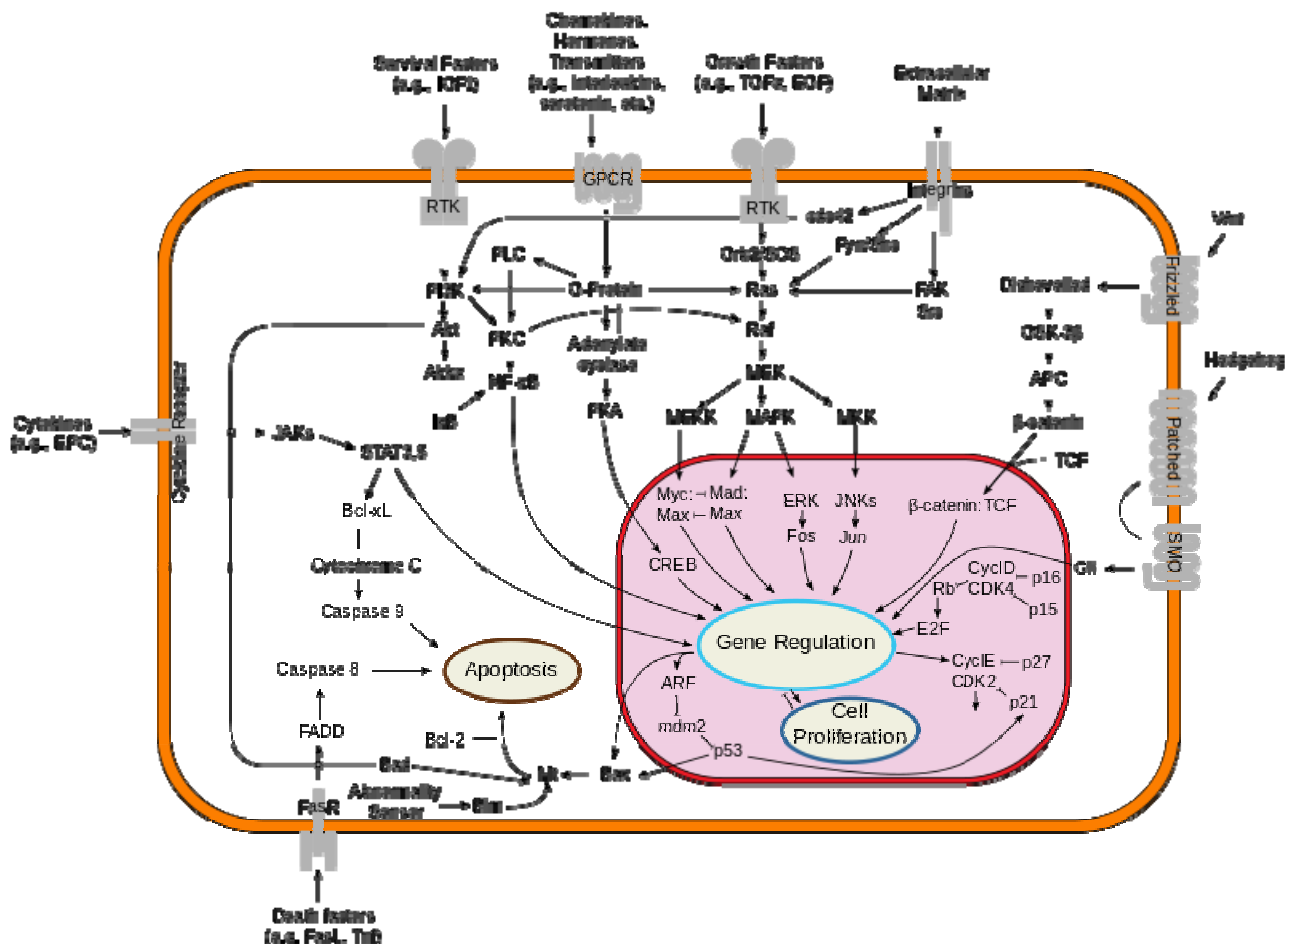 Chemokines,
Hormones,
Transmitters
(e.g., interleukins,
serotonin, etc.)
Survival Factors
(e.g., IGF1)
Growth Factors
(e.g., TGFα, EGF)
Extracellular
Matrix
GPCR
RTK
RTK
Integrins
cdc42
Wnt
PLC
Grb2/SOS
Fyn/Shc
Frizzled
PI3K
G-Protein
Ras
FAK
Src
Dishevelled
Akt
PKC
Adenylate
cyclase
Raf
GSK-3β
Akkα
NF-κB
MEK
APC
Hedgehog
IκB
PKA
MEKK
MAPK
MKK
β-catenin
TCF
Cytokines
(e.g., EPC)
Cytokine Receptor
JAKs
STAT3,5
Patched
Bcl-xL
Myc:
Mad:
Max
Max
ERK
JNKs
β-catenin:TCF
Fos
Jun
SMO
Cytochrome C
CREB
Gli
CycID
p16
Rb
CDK4
p15
Caspase 9
E2F
Gene Regulation
Caspase 8
Apoptosis
ARF
CycIE
p27
CDK2
p21
mdm2
Cell
Proliferation
FADD
Bcl-2
p53
Bad
Mt
Bax
Abnormality
Sensor
Bim
FasR
Death factors
(e.g. FasL, Tnf)